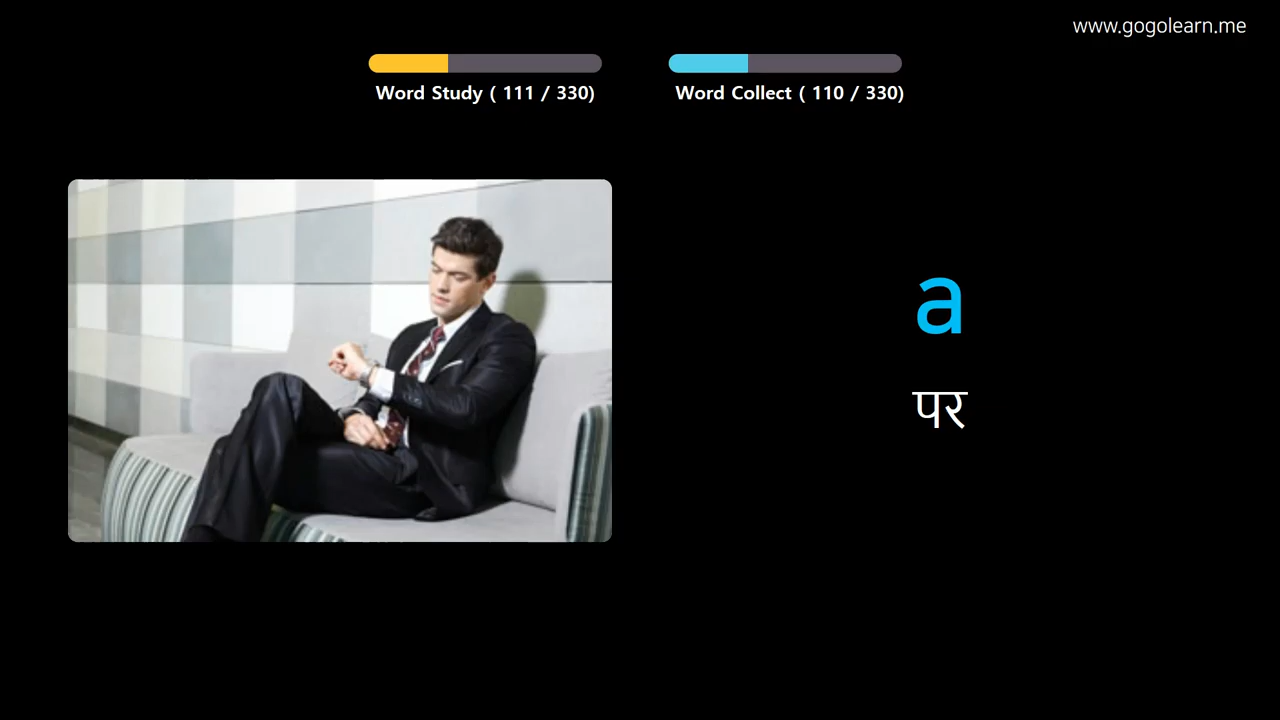 www.gogolearn.me
Word Study ( 111 / 330)
Word Collect ( 110 / 330)
a
पर